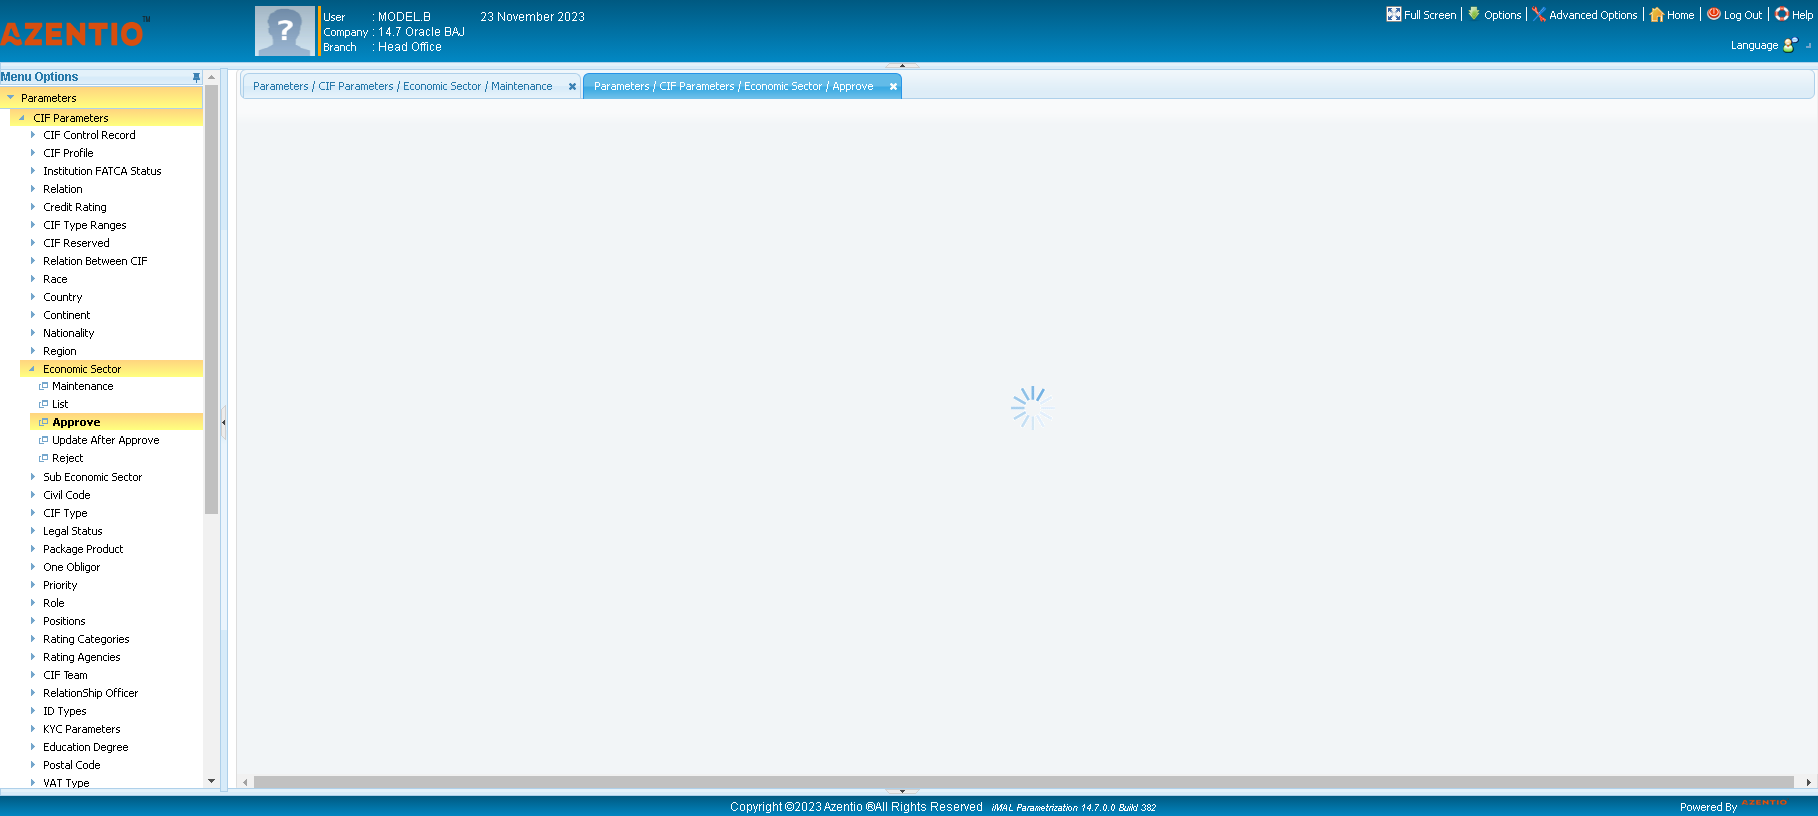 AZENTIO™
User : MODEL.B 23 November 2023
Company : 14.7 Oracle BAJ
Branch : Head Office
Full Screen Options Advanced Options Home Log Out Help
Language
Menu Options
Parameters / CIF Parameters / Economic Sector / Maintenance
Parameters / CIF Parameters / Economic Sector / Approve
Parameters
CIF Parameters
CIF Control Record
CIF Profile
Institution FATCA Status
Relation
Credit Rating
CIF Type Ranges
CIF Reserved
Relation Between CIF
Race
Country
Continent
Nationality
Region
Economic Sector
Maintenance
List
Approve
Update After Approve
Reject
Sub Economic Sector
Civil Code
CIF Type
Legal Status
Package Product
One Obligor
Priority
Role
Positions
Rating Categories
Rating Agencies
CIF Team
RelationShip Officer
ID Types
KYC Parameters
Education Degree
Postal Code
VAT Type
Copyright ©2023 Azentio ®All Rights Reserved iMAL Parametrization 14.7.0.0 Build 382
Powered By AZENTIO